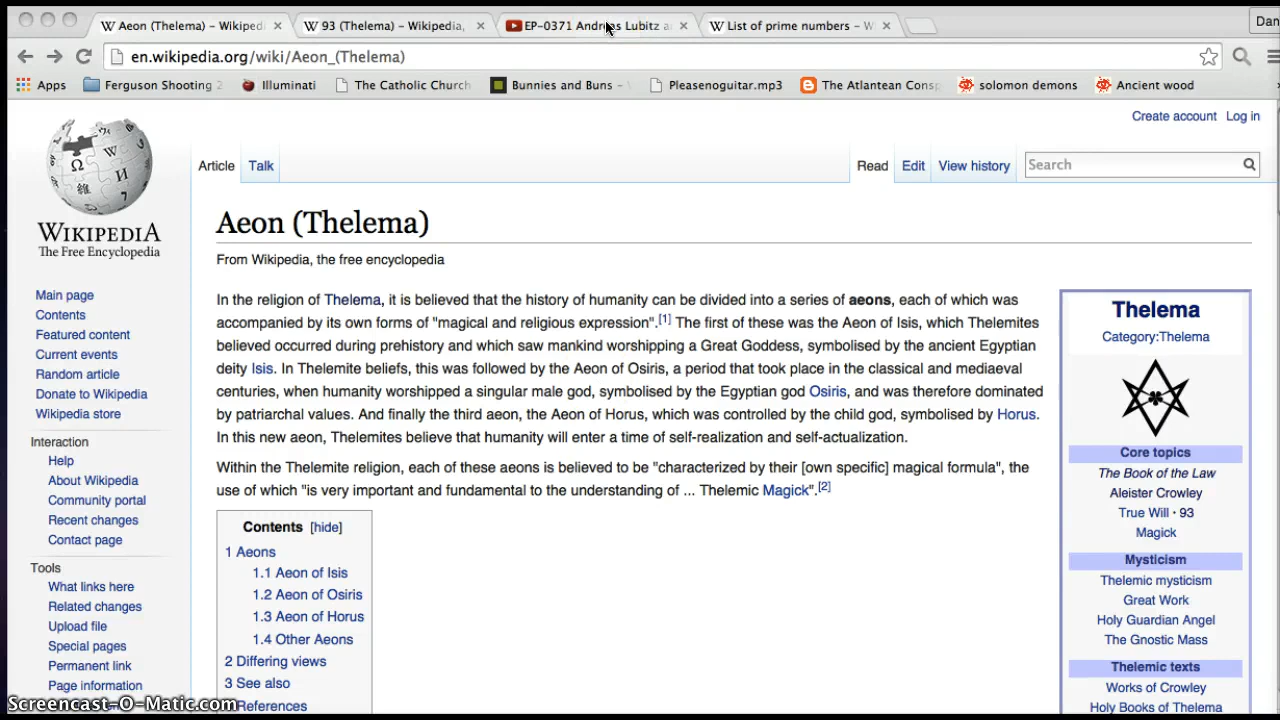 Aeon (Thelema) – Wikiped
93 (Thelema) – Wikipedia,
EP-0371 Andreas Lubitz a
List of prime numbers – W
Dan
en.wikipedia.org/wiki/Aeon_(Thelema)
Apps
Ferguson Shooting 2
Illuminati
The Catholic Church
Bunnies and Buns –
Pleasenoguitar.mp3
The Atlantean Consp
solomon demons
Ancient wood
Create account Log in
Article Talk
Read Edit View history
Search
WIKIPEDIA
The Free Encyclopedia
Main page
Contents
Featured content
Current events
Random article
Donate to Wikipedia
Wikipedia store
Interaction
Help
About Wikipedia
Community portal
Recent changes
Contact page
Tools
What links here
Related changes
Upload file
Special pages
Permanent link
Page information
Aeon (Thelema)
From Wikipedia, the free encyclopedia
In the religion of Thelema, it is believed that the history of humanity can be divided into a series of aeons, each of which was
accompanied by its own forms of "magical and religious expression".[1] The first of these was the Aeon of Isis, which Thelemites
believed occurred during prehistory and which saw mankind worshipping a Great Goddess, symbolised by the ancient Egyptian
deity Isis. In Thelemite beliefs, this was followed by the Aeon of Osiris, a period that took place in the classical and mediaeval
centuries, when humanity worshipped a singular male god, symbolised by the Egyptian god Osiris, and was therefore dominated
by patriarchal values. And finally the third aeon, the Aeon of Horus, which was controlled by the child god, symbolised by Horus.
In this new aeon, Thelemites believe that humanity will enter a time of self-realization and self-actualization.
Within the Thelemite religion, each of these aeons is believed to be "characterized by their [own specific] magical formula", the
use of which "is very important and fundamental to the understanding of ... Thelemic Magick".[2]
Contents [hide]
1 Aeons
1.1 Aeon of Isis
1.2 Aeon of Osiris
1.3 Aeon of Horus
1.4 Other Aeons
2 Differing views
3 See also
References
Thelema
Category:Thelema
Core topics
The Book of the Law
Aleister Crowley
True Will · 93
Magick
Mysticism
Thelemic mysticism
Great Work
Holy Guardian Angel
The Gnostic Mass
Thelemic texts
Works of Crowley
Holy Books of Thelema
Screencast-O-Matic.com